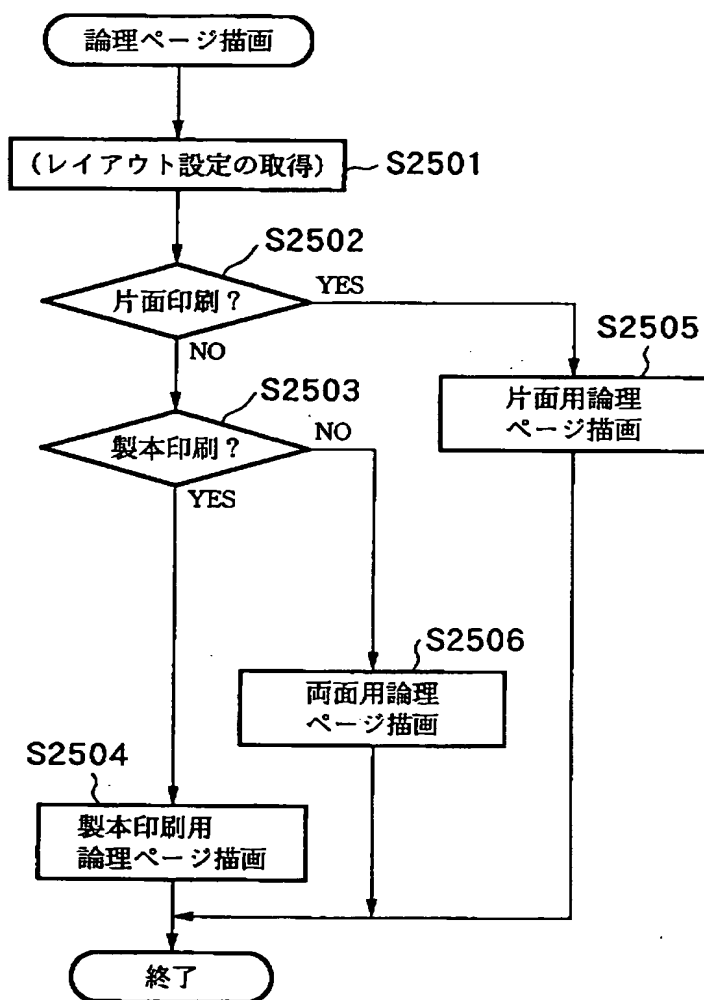 論理ページ描画
(レイアウト設定の取得)
S2501
S2502
片面印刷?
YES
NO
S2505
片面用論理
ページ描画
S2503
製本印刷?
NO
YES
S2506
両面用論理
ページ描画
S2504
製本印刷用
論理ページ描画
終了